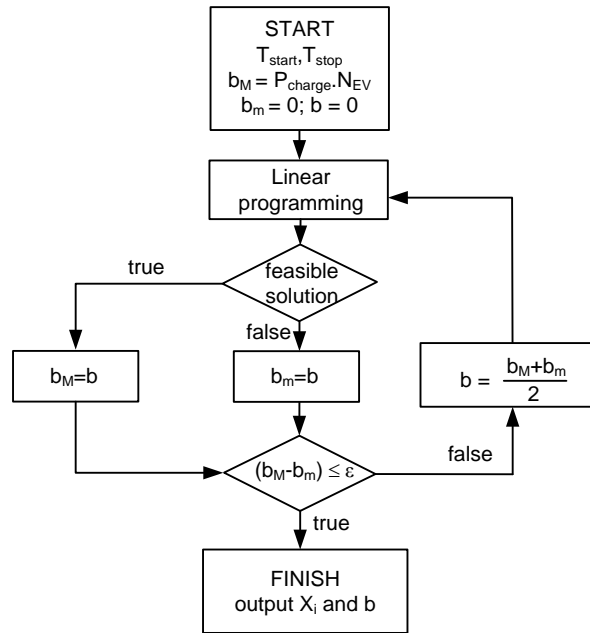 START
T_start,T_stop
b_M = P_charge.N_EV
b_m = 0; b = 0
Linear
programming
true
feasible
solution
false
b_M=b
b_m=b
b = b_M+b_m
2
(b_M-b_m) ≤ ε
false
true
FINISH
output X_i and b